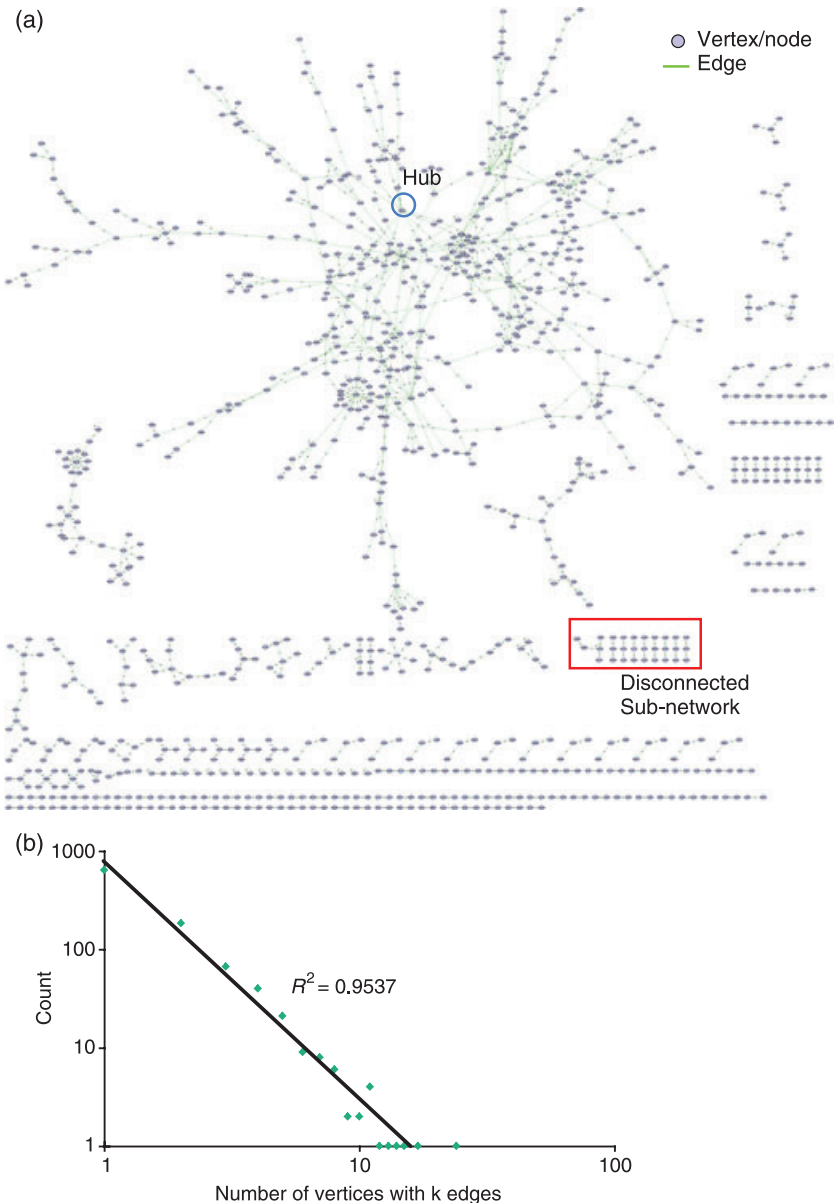 (a)
Vertex/node
Edge
Hub
Disconnected
Sub-network
(b)
1000
100
10
1
Count
R² = 0.9537
1
10
100
Number of vertices with k edges